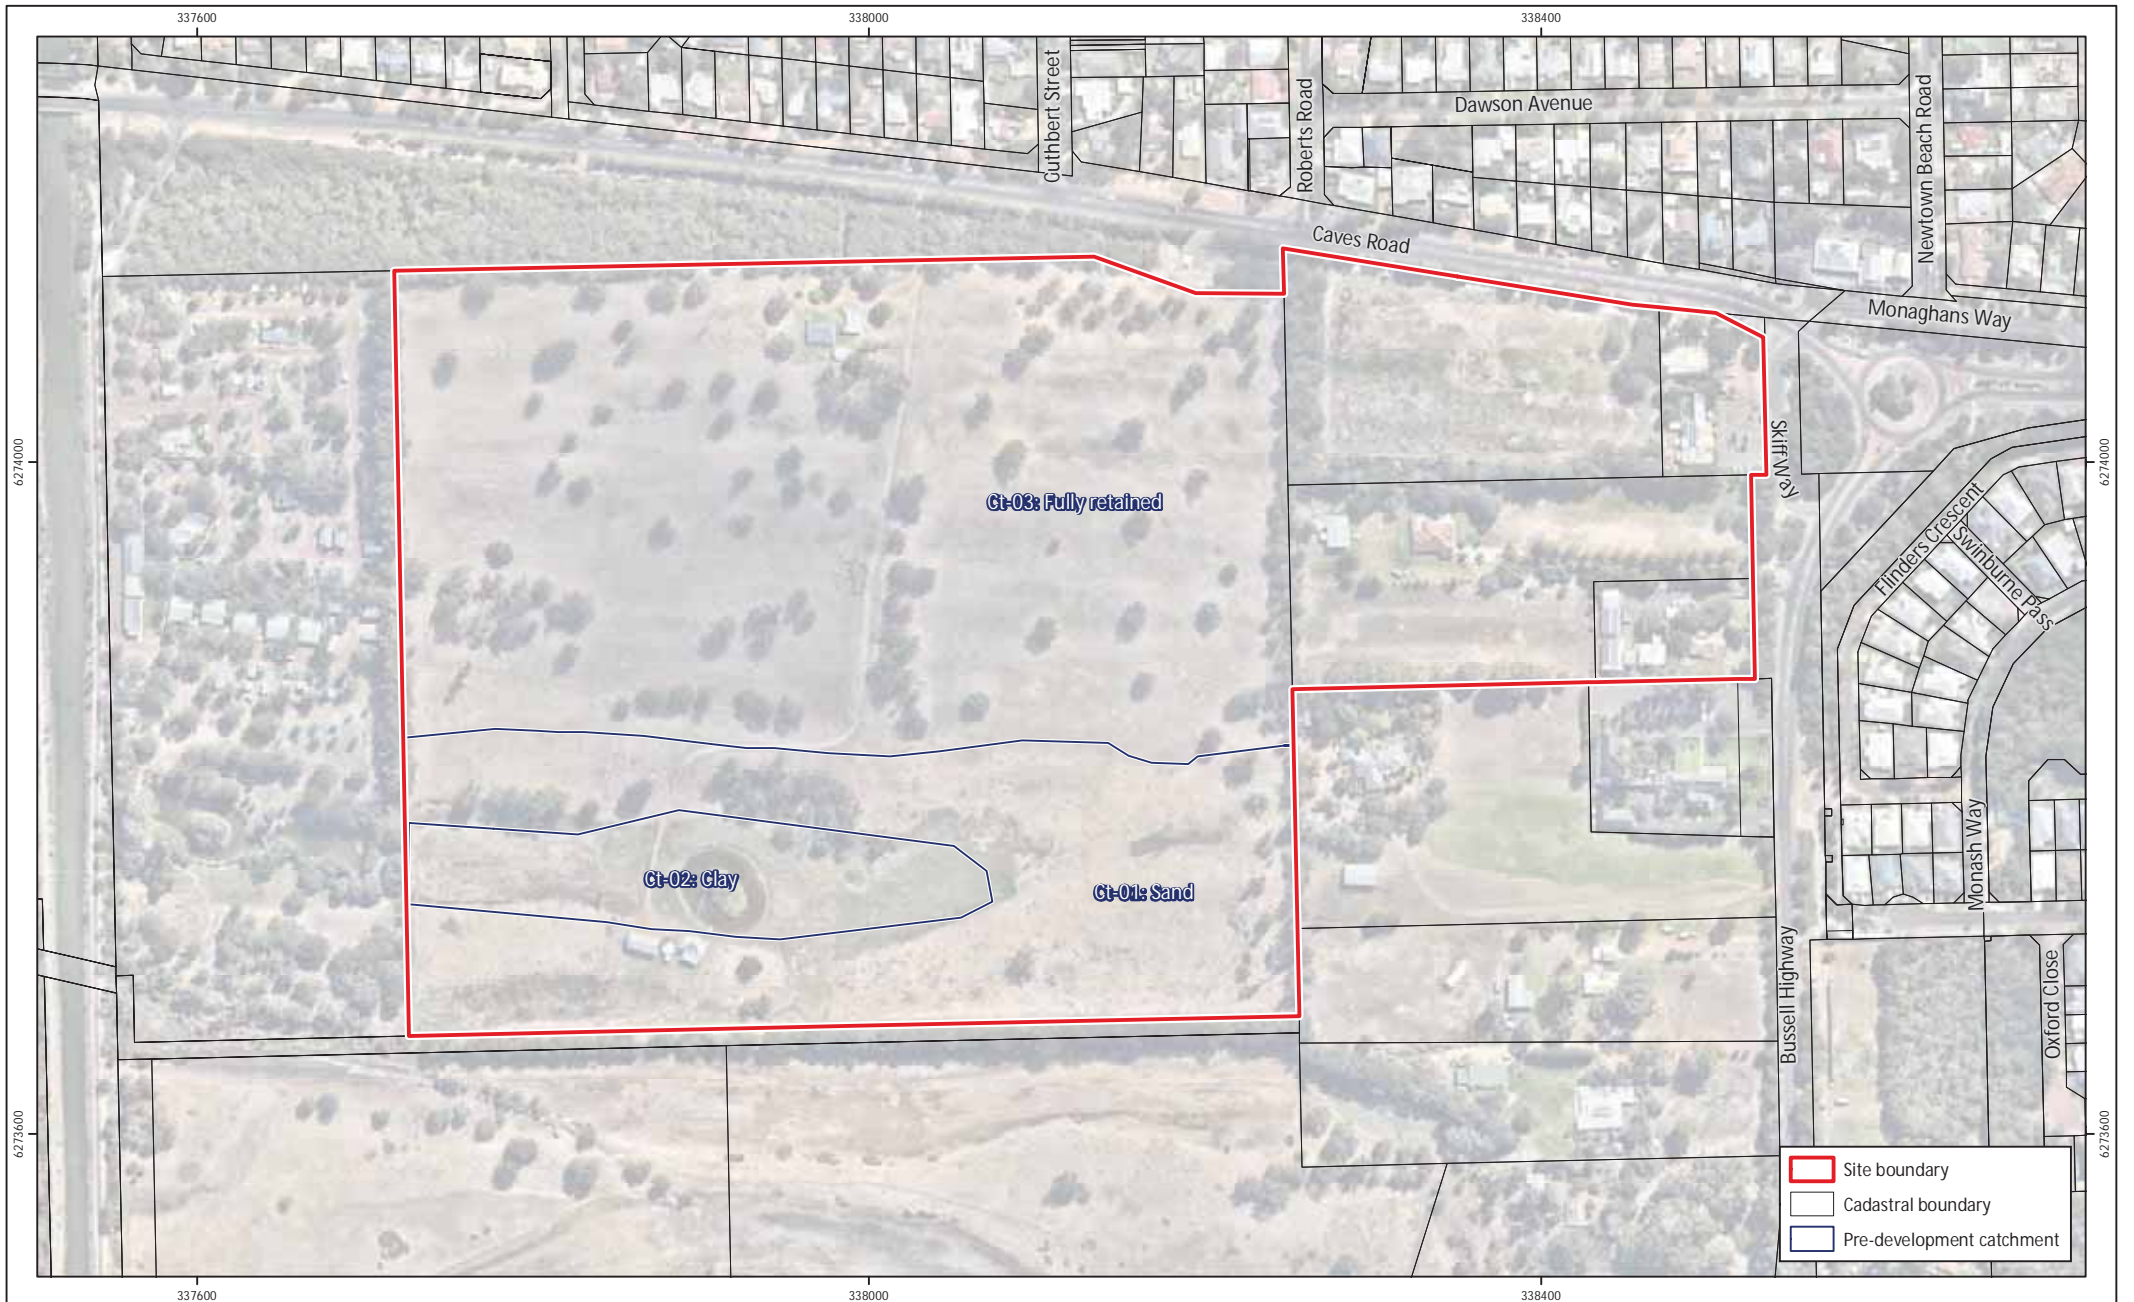 337600
338000
338400
Cuthbert Street
Roberts Road
Dawson Avenue
Newtown Beach Road
Caves Road
Monaghans Way
6274000
6274000
Skiff Way
Ct-03: Fully retained
Flinders Crescent
Swinburne Pass
Ct-02: Clay
Ct-01: Sand
Monash Way
Bussell Highway
Oxford Close
6273600
6273600
Site boundary
Cadastral boundary
Pre-development catchment
337600
338000
338400